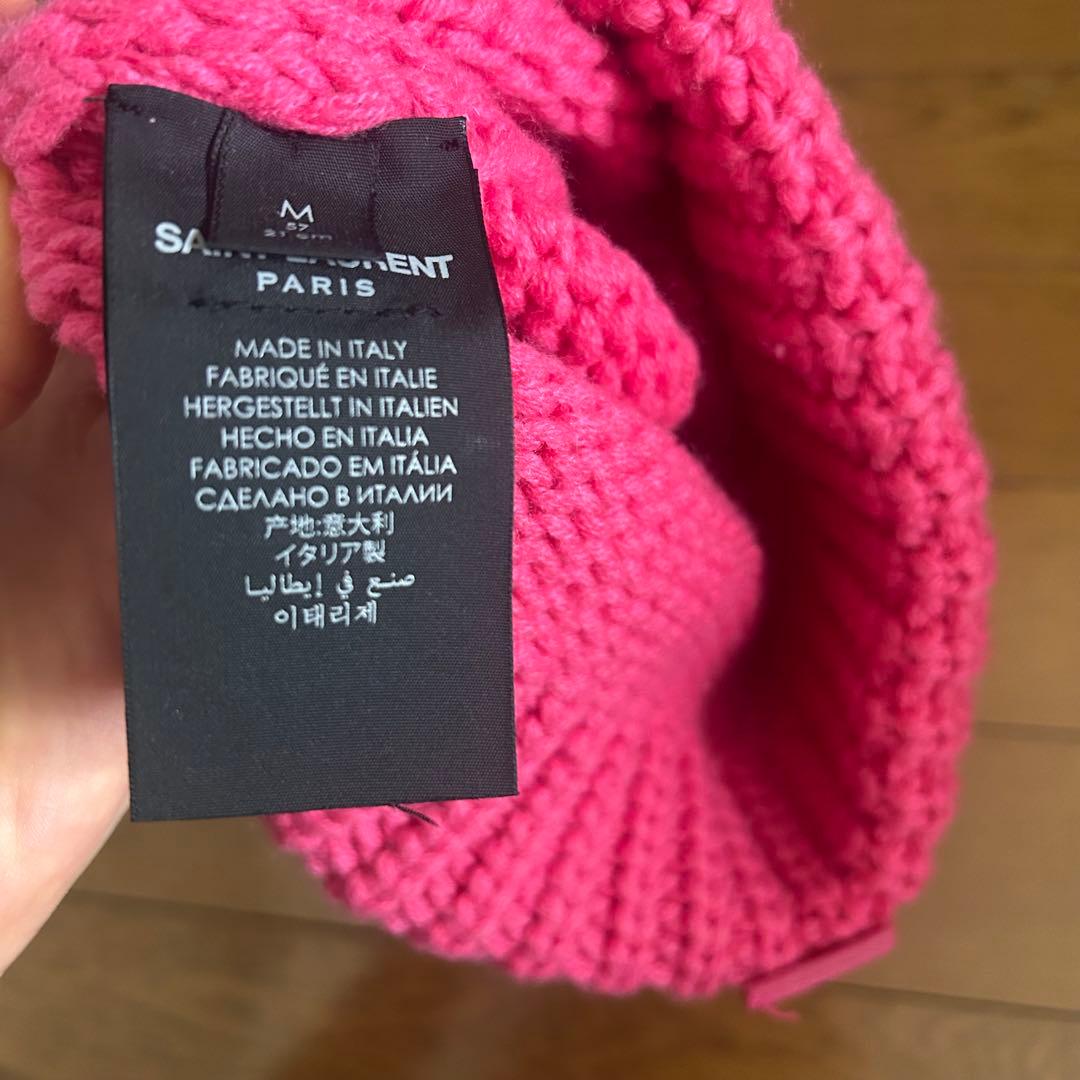 M
57
SAINT LAURENT
PARIS
MADE IN ITALY
FABRIQUÉ EN ITALIE
HERGESTELLT IN ITALIEN
HECHO EN ITALIA
FABRICADO EM ITÁLIA
СДЕЛАНО В ИТАЛИИ
产地:意大利
イタリア製
صنع في إيطاليا
이태리제